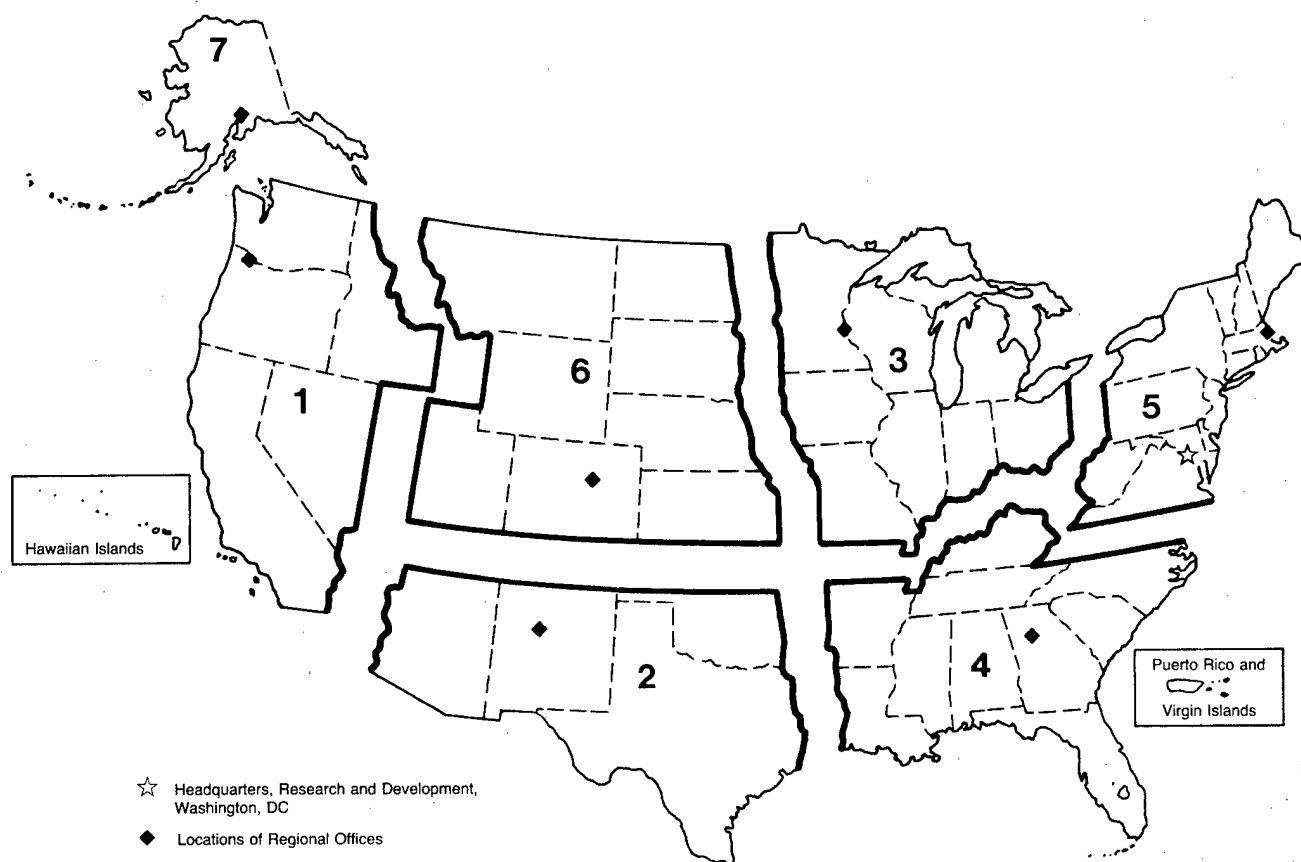 7
1
6
3
5
Hawaiian Islands
2
4
Puerto Rico and
Virgin Islands
☆ Headquarters, Research and Development,
Washington, DC
◆ Locations of Regional Offices